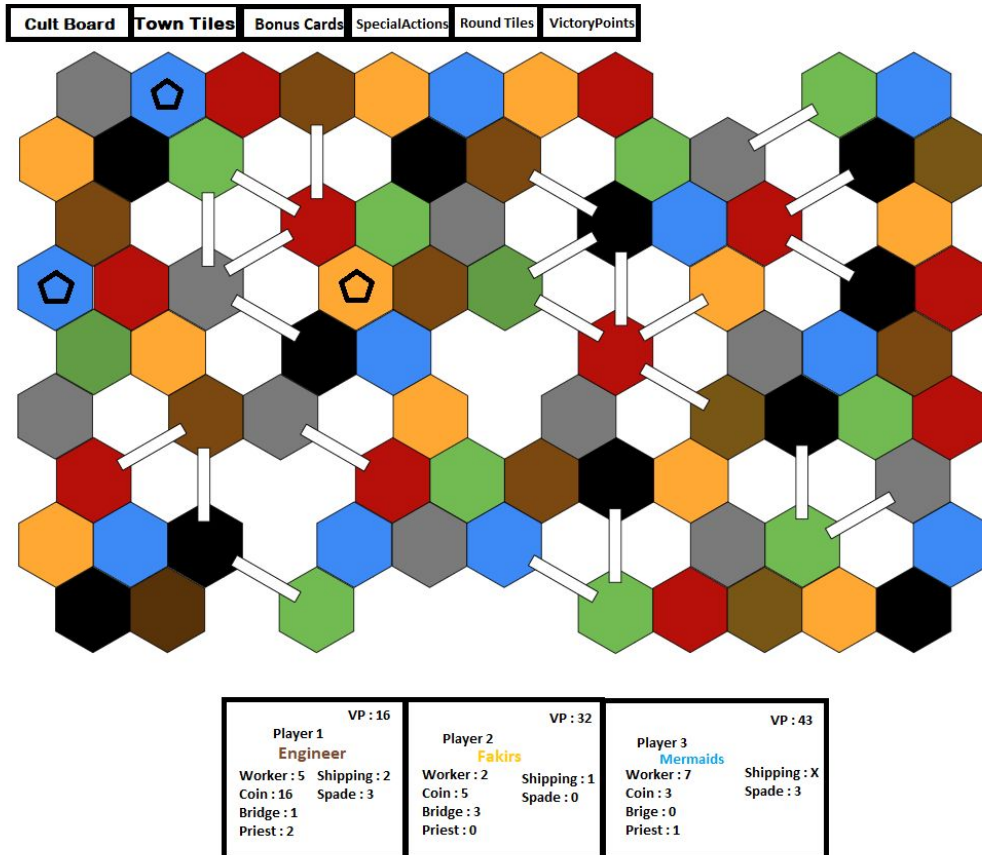 Cult Board Town Tiles Bonus Cards SpecialActions Round Tiles VictoryPoints
VP : 16
Player 1
Engineer
Worker : 5 Shipping : 2
Coin : 16 Spade : 3
Bridge : 1
Priest : 2
VP : 32
Player 2
Fakirs
Worker : 2 Shipping : 1
Coin : 5 Spade : 0
Bridge : 3
Priest : 0
VP : 43
Player 3
Mermaids
Worker : 7 Shipping : X
Coin : 3 Spade : 3
Brige : 0
Priest : 1